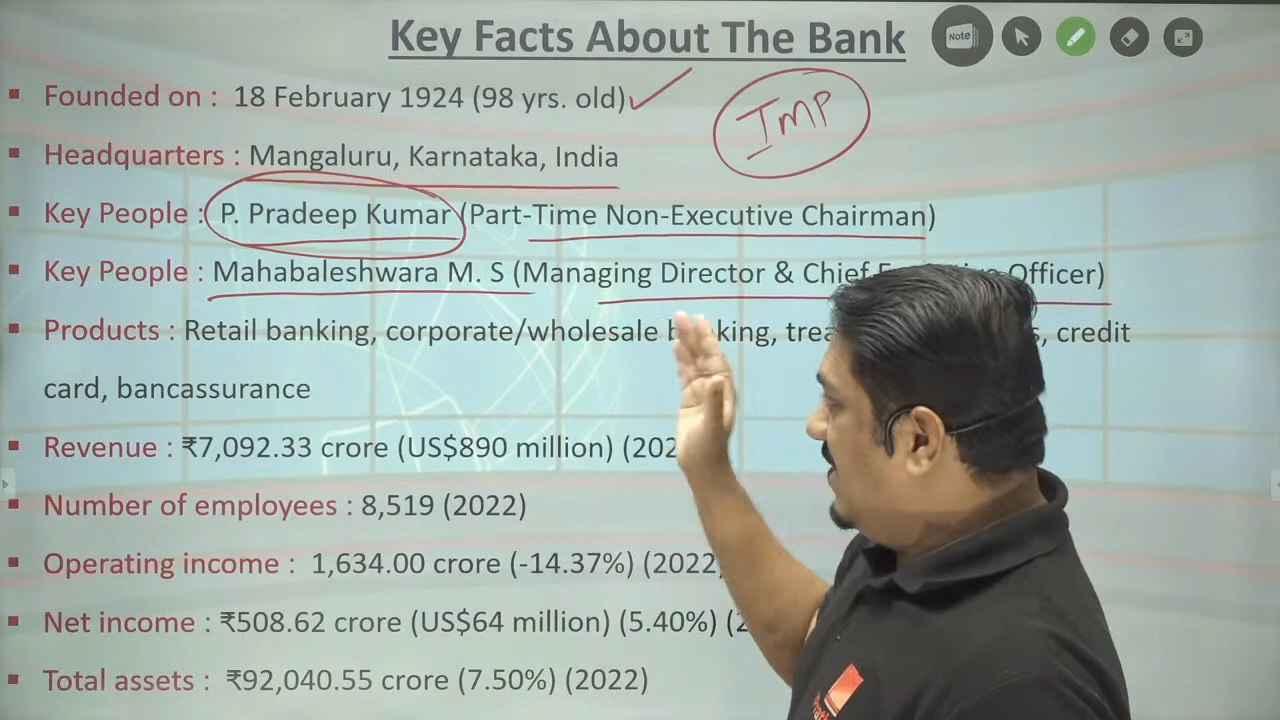 Key Facts About The Bank
Note
▪ Founded on : 18 February 1924 (98 yrs. old)
IMP
▪ Headquarters : Mangaluru, Karnataka, India
▪ Key People : P. Pradeep Kumar (Part-Time Non-Executive Chairman)
▪ Key People : Mahabaleshwara M. S (Managing Director & Chief Officer)
▪ Products : Retail banking, corporate/wholesale credit
card, bancassurance
▪ Revenue : ₹7,092.33 crore (US$890 million)
▪ Number of employees : 8,519 (2022)
▪ Operating income : 1,634.00 crore (-14.37%) (2022
▪ Net income : ₹508.62 crore (US$64 million) (5.40%)
▪ Total assets : ₹92,040.55 crore (7.50%) (2022)